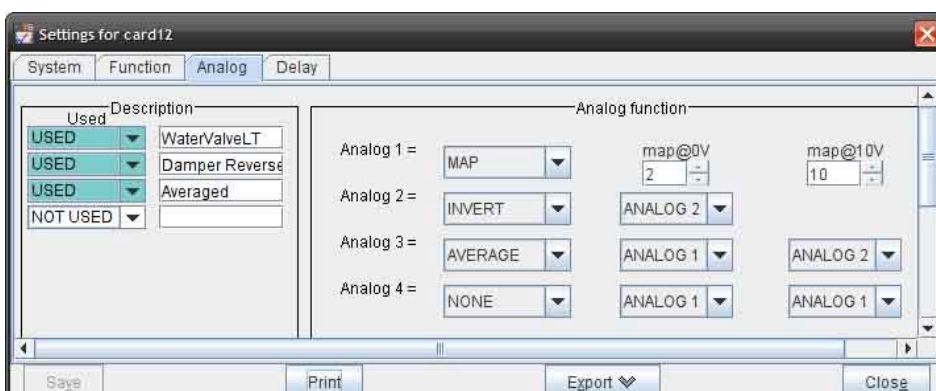 Settings for card12
System Function Analog Delay
Description
Used
USED WaterValveLT
USED Damper Reverse
USED Averaged
NOT USED
Analog function
map@0V map@10V
Analog 1 = MAP 2 10
Analog 2 = INVERT ANALOG 2
Analog 3 = AVERAGE ANALOG 1 ANALOG 2
Analog 4 = NONE ANALOG 1 ANALOG 1
Save Print Export Close